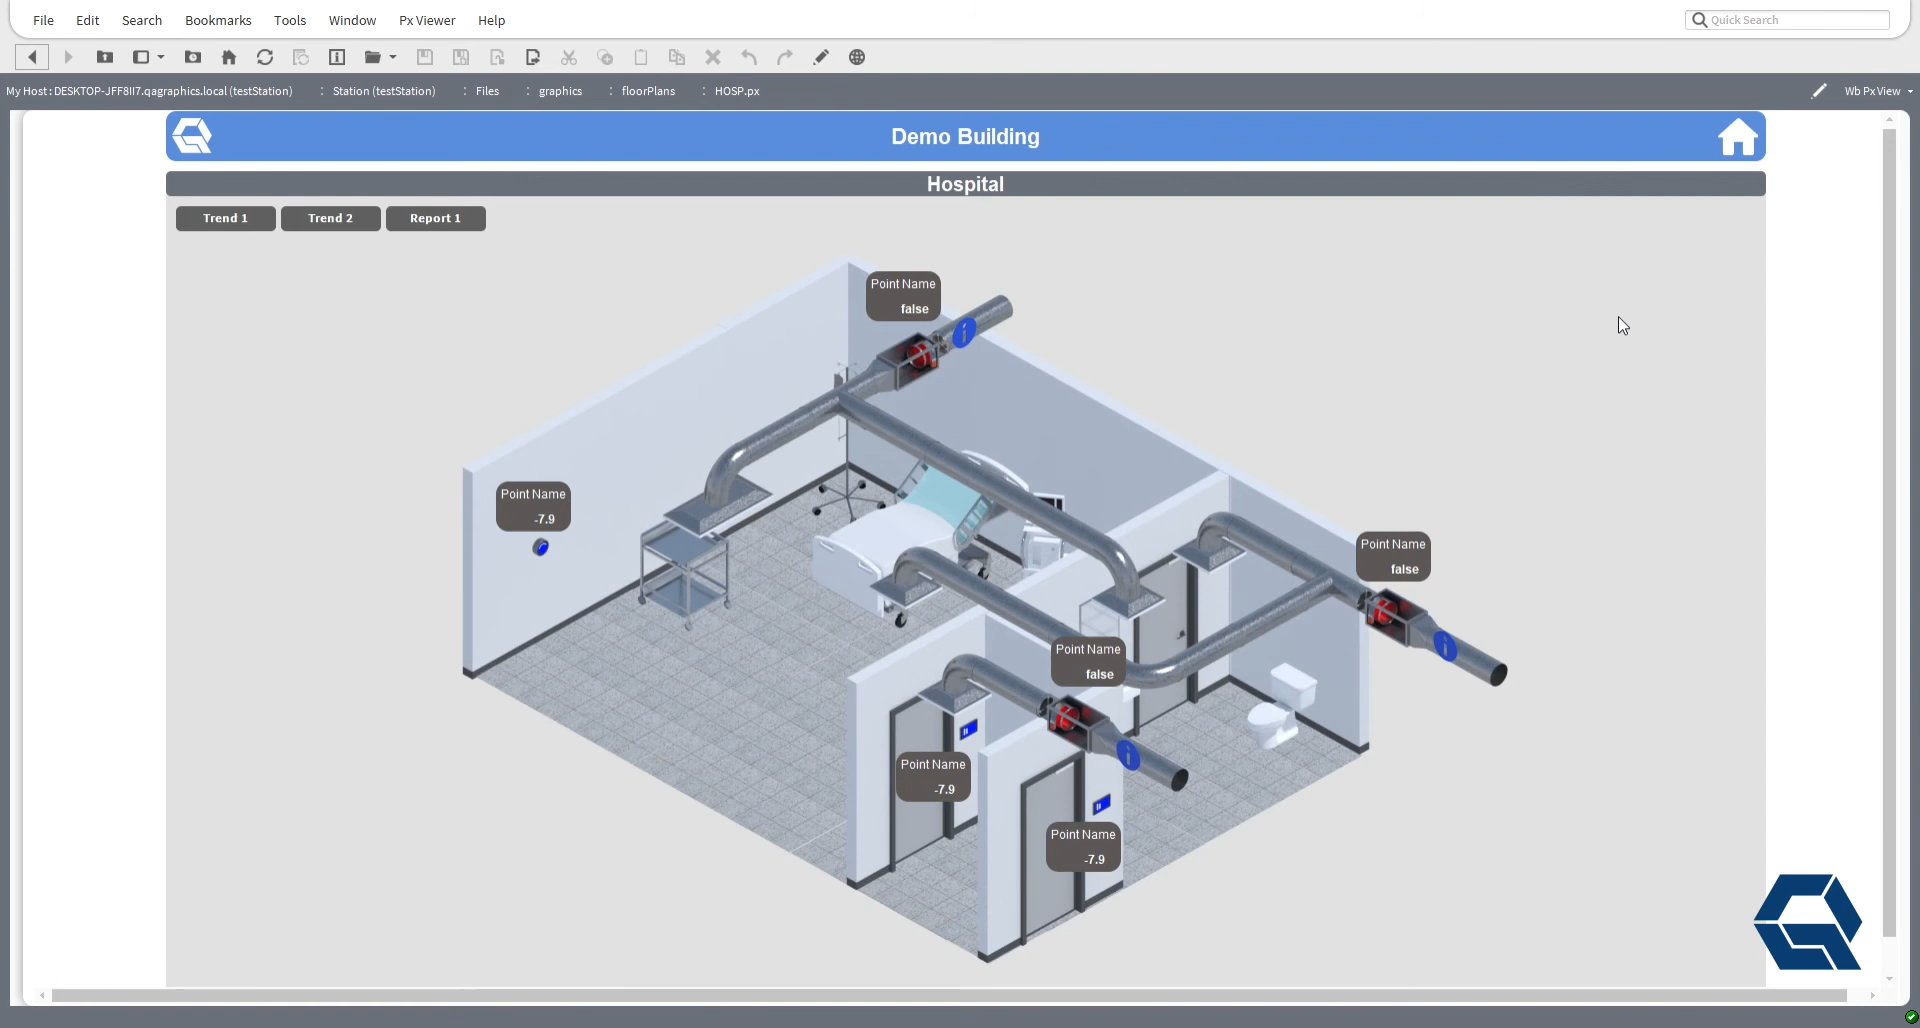 File Edit Search Bookmarks Tools Window Px Viewer Help
Quick Search
My Host : DESKTOP-JFF8II7.qagraphics.local (testStation) : Station (testStation) : Files : graphics : floorPlans : HOSP.px
Wb Px View
Demo Building
Hospital
Trend 1 Trend 2 Report 1
Point Name
false
Point Name
-7.9
Point Name
false
Point Name
false
Point Name
-7.9
Point Name
-7.9